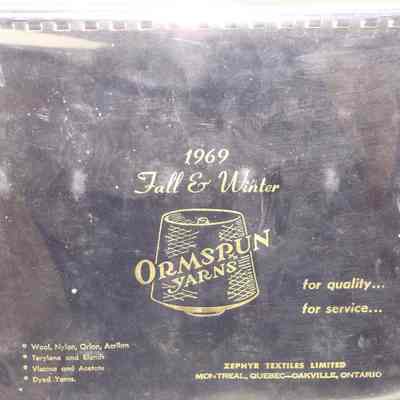 1969
Fall & Winter
ORMSPUN
YARNS
for quality...
for service...
* Wool, Nylon, Orlon, Acrilan
* Terylene and Blends
* Viscose and Acetate
* Dyed Yarns.
ZEPHYR TEXTILES LIMITED
MONTREAL, QUEBEC—OAKVILLE, ONTARIO